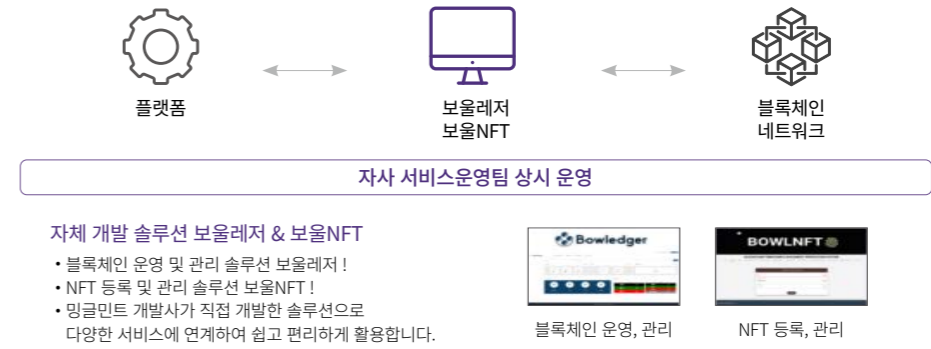 플랫폼
보울레저
보울NFT
블록체인
네트워크
자사 서비스운영팀 상시 운영
자체 개발 솔루션 보울레저 & 보울NFT
• 블록체인 운영 및 관리 솔루션 보울레저 !
• NFT 등록 및 관리 솔루션 보울NFT !
• 밍글민트 개발사가 직접 개발한 솔루션으로
다양한 서비스에 연계하여 쉽고 편리하게 활용합니다.
Bowledger
BOWLNFT
블록체인 운영, 관리
NFT 등록, 관리